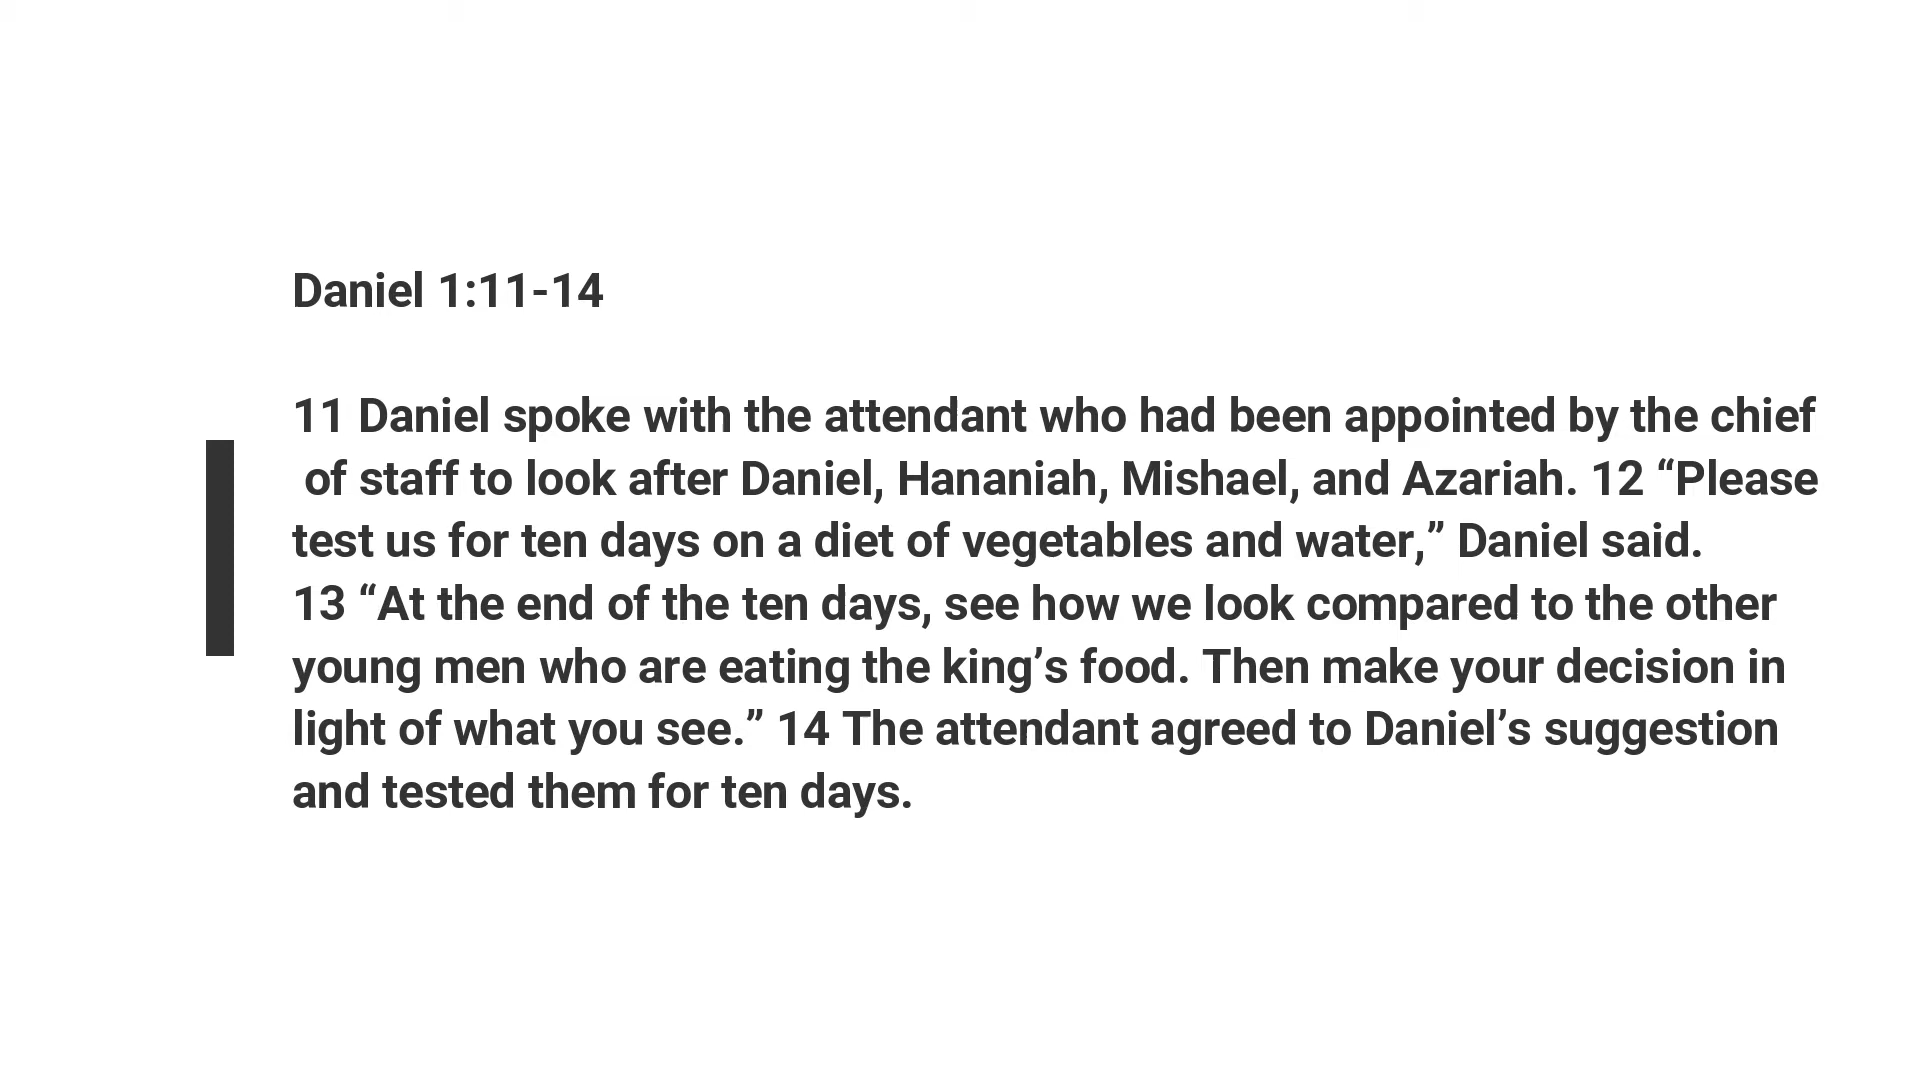 Daniel 1:11-14
11 Daniel spoke with the attendant who had been appointed by the chief
of staff to look after Daniel, Hananiah, Mishael, and Azariah. 12 “Please
test us for ten days on a diet of vegetables and water,” Daniel said.
13 “At the end of the ten days, see how we look compared to the other
young men who are eating the king’s food. Then make your decision in
light of what you see.” 14 The attendant agreed to Daniel’s suggestion
and tested them for ten days.